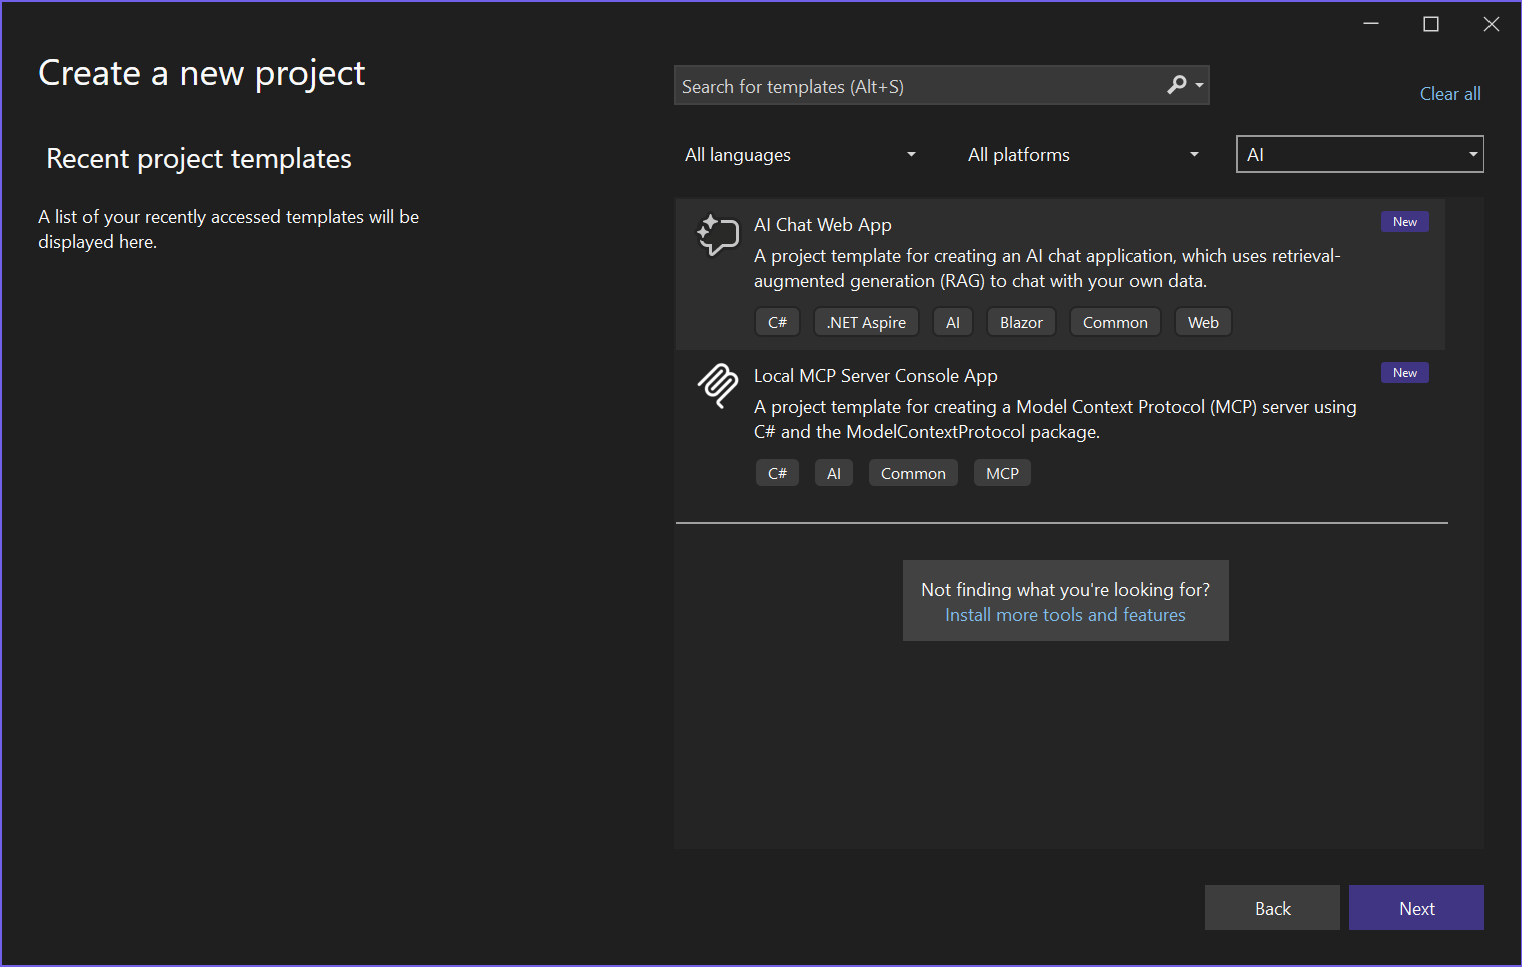 Create a new project
Search for templates (Alt+S)
Clear all
Recent project templates
All languages
All platforms
AI
A list of your recently accessed templates will be
displayed here.
AI Chat Web App
New
A project template for creating an AI chat application, which uses retrieval-
augmented generation (RAG) to chat with your own data.
C# .NET Aspire AI Blazor Common Web
Local MCP Server Console App
New
A project template for creating a Model Context Protocol (MCP) server using
C# and the ModelContextProtocol package.
C# AI Common MCP
Not finding what you're looking for?
Install more tools and features
Back
Next